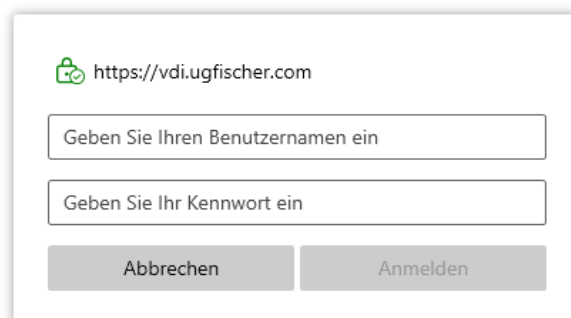 https://vdi.ugfischer.com
Geben Sie Ihren Benutzernamen ein
Geben Sie Ihr Kennwort ein
Abbrechen
Anmelden